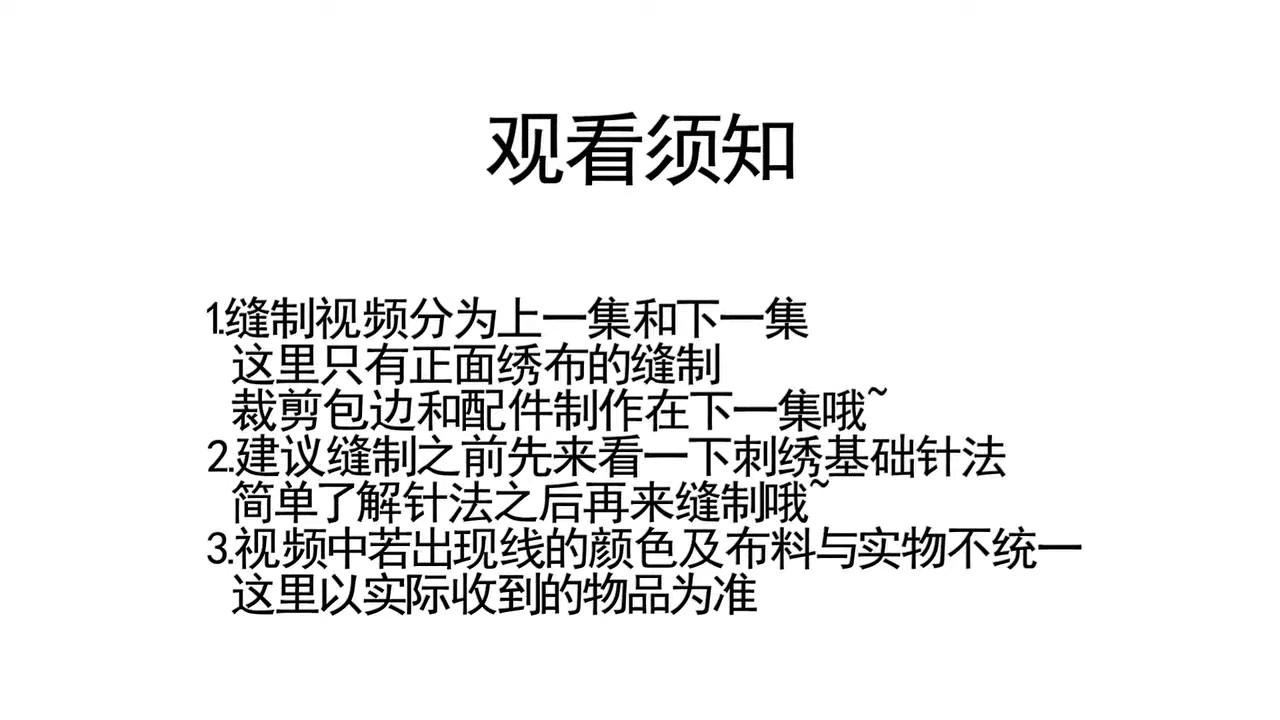 观看须知
1.缝制视频分为上一集和下一集
这里只有正面绣布的缝制
裁剪包边和配件制作在下一集哦~
2.建议缝制之前先来看一下刺绣基础针法
简单了解针法之后再来缝制哦~
3.视频中若出现线的颜色及布料与实物不统一
这里以实际收到的物品为准